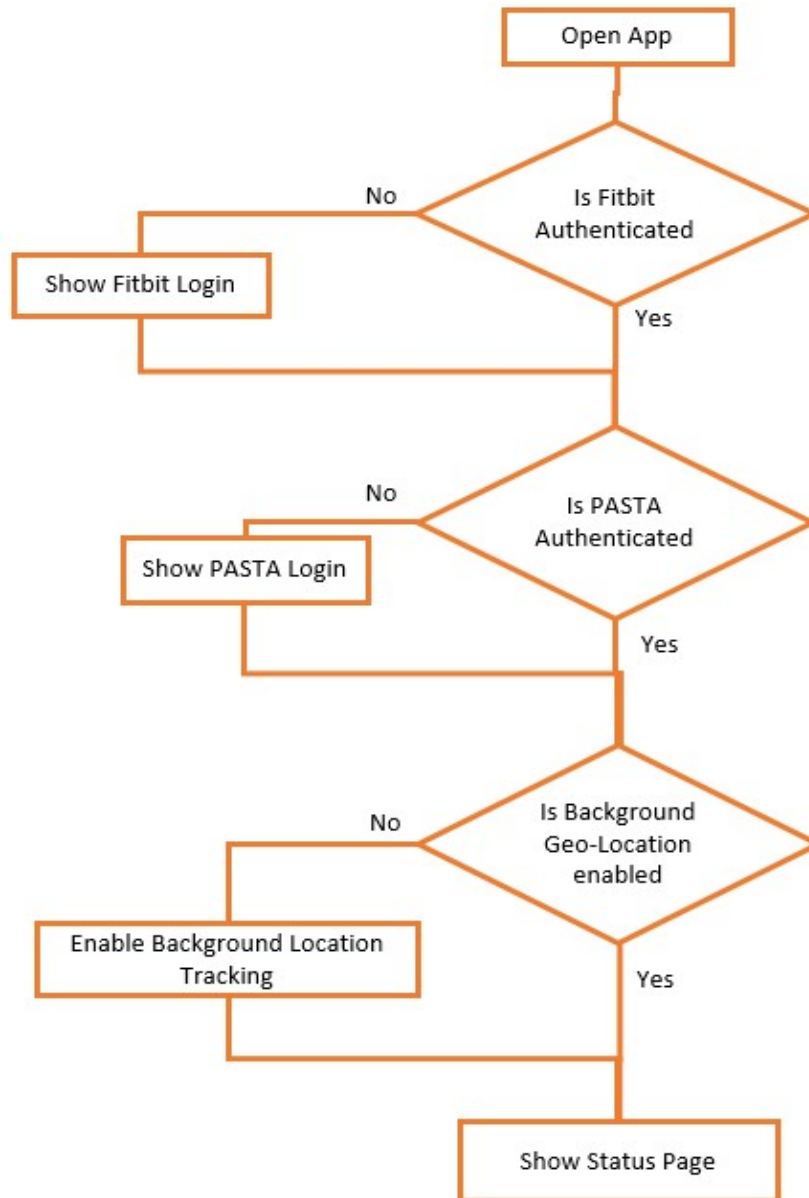 Open App
No
Is Fitbit
Authenticated
Show Fitbit Login
Yes
No
Is PASTA
Authenticated
Show PASTA Login
Yes
No
Is Background
Geo-Location
enabled
Enable Background Location
Tracking
Yes
Show Status Page